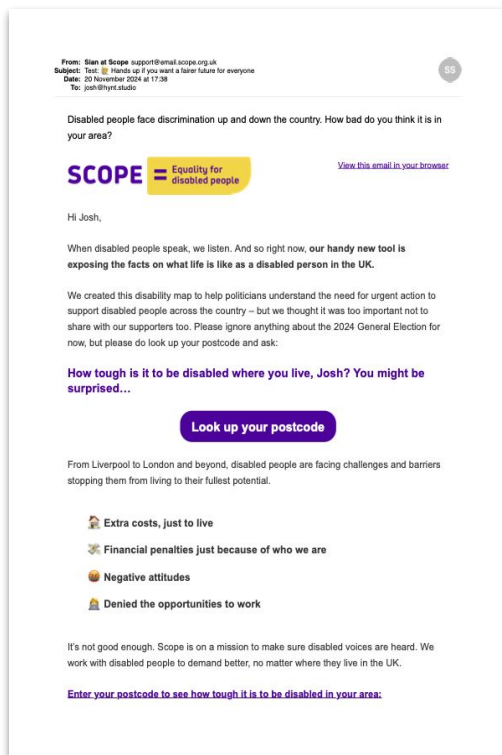 From: Sian at Scope support@email.scope.org.uk
Subject: Test: 🙋 Hands up if you want a fairer future for everyone
Date: 20 November 2024 at 17:38
To: josh@hynt.studio
SS
Disabled people face discrimination up and down the country. How bad do you think it is in
your area?
SCOPE = Equality for
disabled people
View this email in your browser
Hi Josh,
When disabled people speak, we listen. And so right now, our handy new tool is
exposing the facts on what life is like as a disabled person in the UK.
We created this disability map to help politicians understand the need for urgent action to
support disabled people across the country – but we thought it was too important not to
share with our supporters too. Please ignore anything about the 2024 General Election for
now, but please do look up your postcode and ask:
How tough is it to be disabled where you live, Josh? You might be
surprised…
Look up your postcode
From Liverpool to London and beyond, disabled people are facing challenges and barriers
stopping them from living to their fullest potential.
🏠 Extra costs, just to live
💸 Financial penalties just because of who we are
😡 Negative attitudes
👩‍💼 Denied the opportunities to work
It's not good enough. Scope is on a mission to make sure disabled voices are heard. We
work with disabled people to demand better, no matter where they live in the UK.
Enter your postcode to see how tough it is to be disabled in your area: